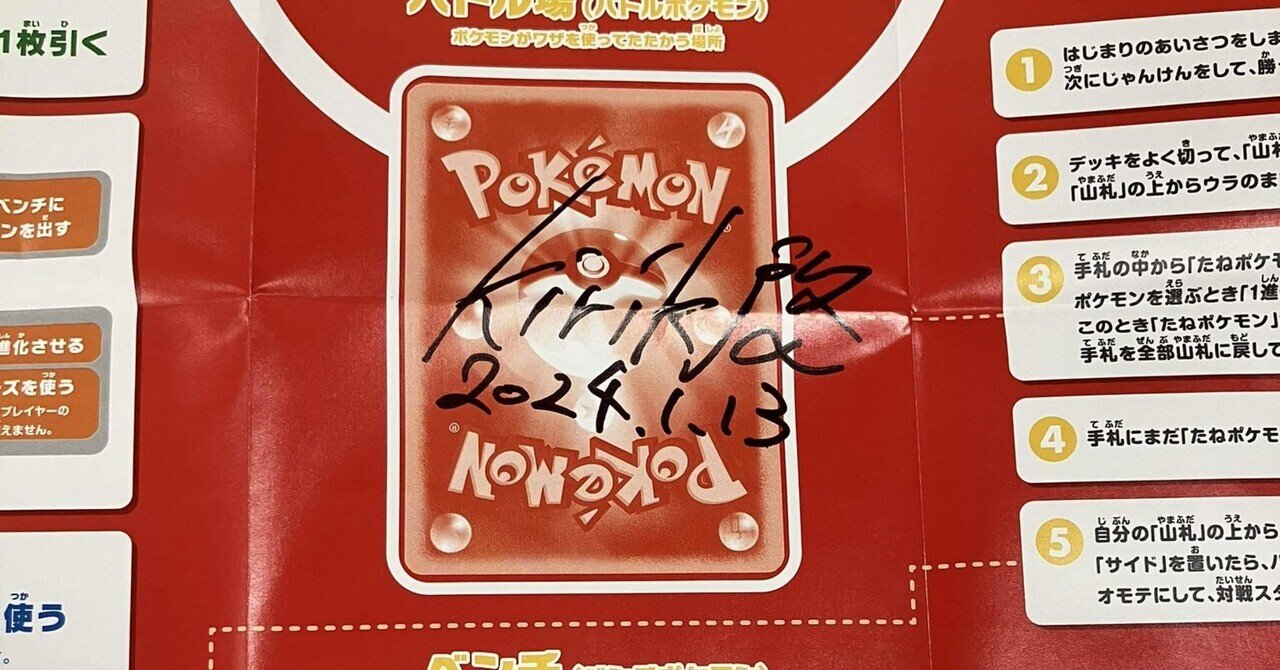 バトル場(バトルポケモン)
ポケモンがワザを使ってたたかう場所
1枚引く
ベンチに
ンを出す
進化させる
ズを使う
プレイヤーの
えません。
使う
。
POKéMON
Kirik
2024.1.13
POKéMON
ベンチ
1 はじめりのあいさつをしま
次にじゃんけんをして、勝
2 デッキをよく切って、「山札
「山札」の上からウラのま
3 手札の中から「たねポケモ
ポケモンを選ぶとき「1進
このとき「たねポケモン」
手札を全部山札に戻して
4 手札にまだ「たねポケモ
5 自分の「山札」の上から
「サイド」を置いたら、バ
オモテにして、対戦スタ